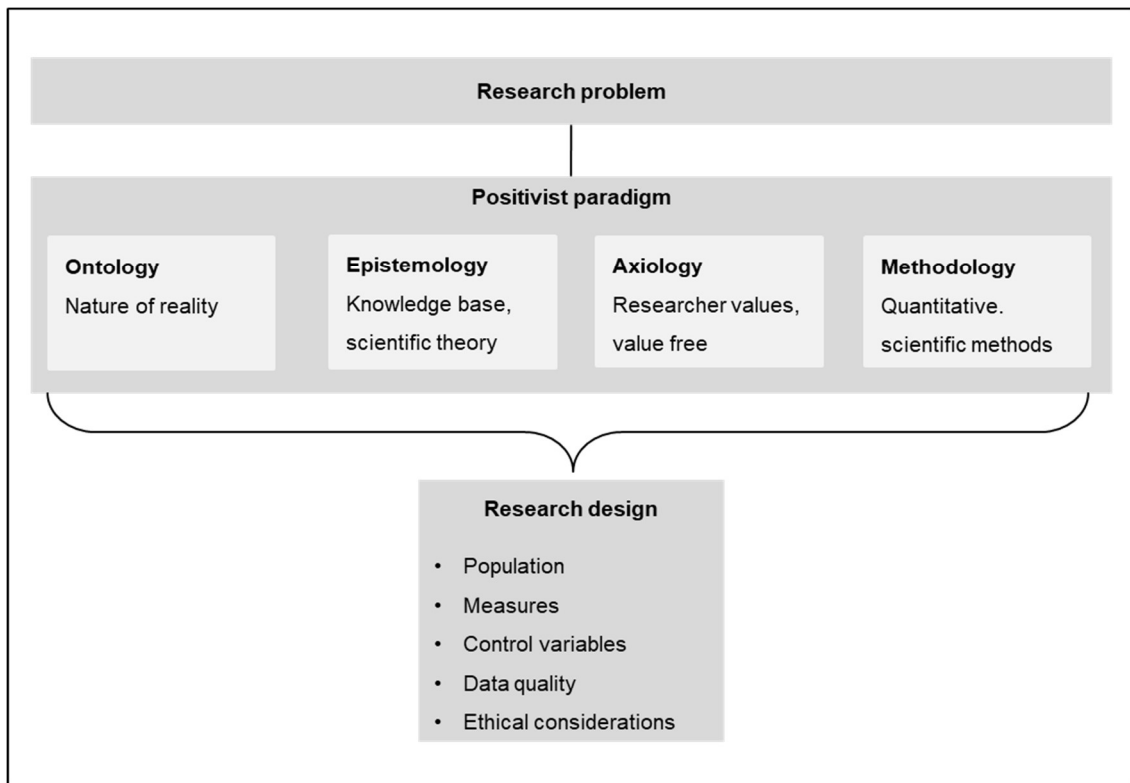 Research problem
Positivist paradigm
Ontology
Nature of reality
Epistemology
Knowledge base,
scientific theory
Axiology
Researcher values,
value free
Methodology
Quantitative.
scientific methods
Research design
• Population
• Measures
• Control variables
• Data quality
• Ethical considerations